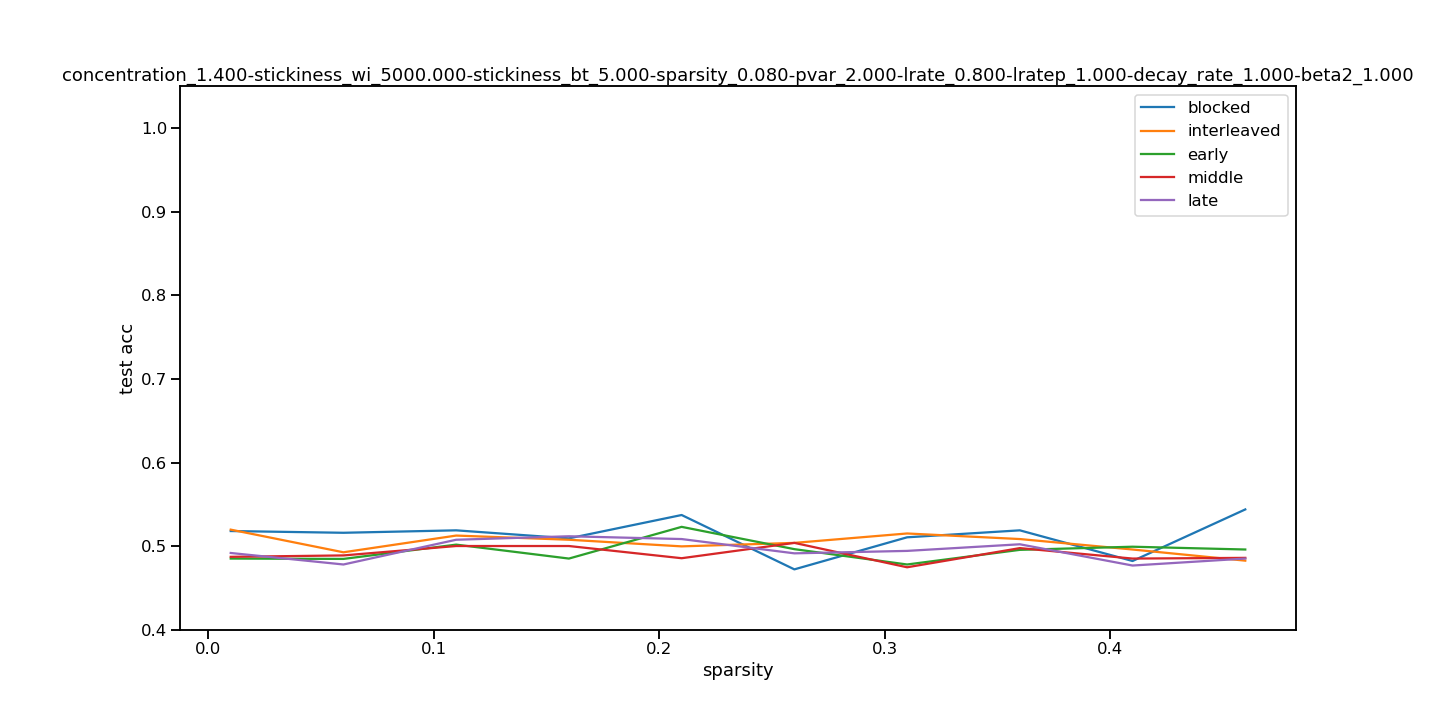 concentration_1.400-stickiness_wi_5000.000-stickiness_bt_5.000-sparsity_0.080-pvar_2.000-lrate_0.800-lratep_1.000-decay_rate_1.000-beta2_1.000
blocked
interleaved
early
middle
late
1.0
0.9
0.8
0.7
0.6
0.5
0.4
test acc
0.0 0.1 0.2 0.3 0.4
sparsity